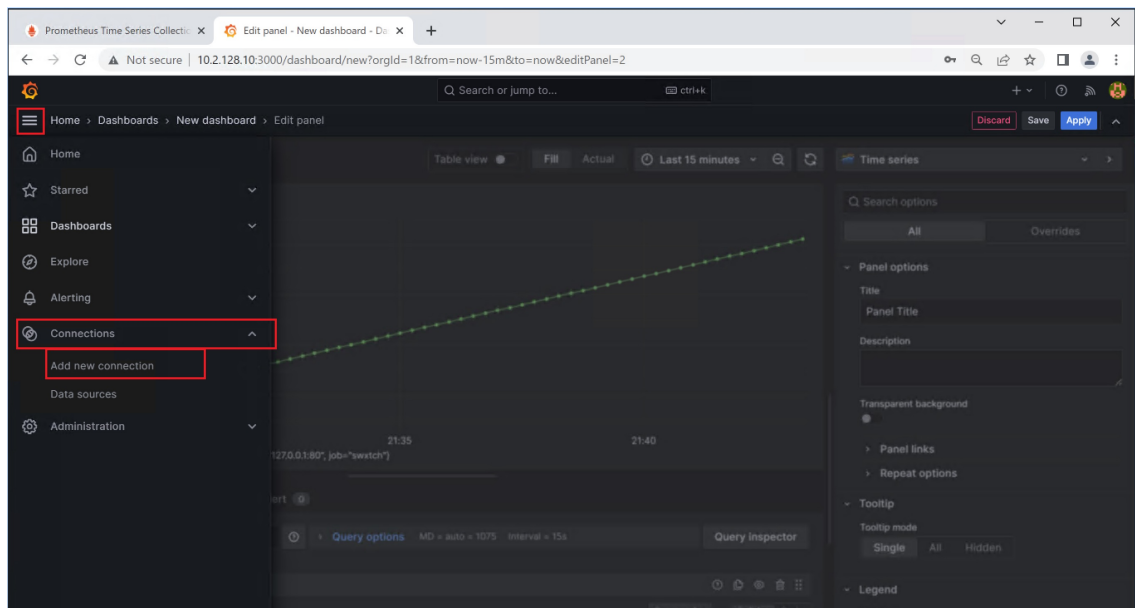 Prometheus Time Series Collectic
Edit panel - New dashboard - Da
Not secure 10.2.128.10:3000/dashboard/new?orgId=1&from=now-15m&to=now&editPanel=2
Search or jump to... ctrl+k
Home › Dashboards › New dashboard › Edit panel
Discard Save Apply
Home
Table view Fill Actual Last 15 minutes Time series
Starred
Search options
Dashboards
All Overrides
Explore
Panel options
Title
Alerting
Panel Title
Connections
Description
Add new connection
Data sources
Transparent background
Administration
21:35 21:40
127.0.0.1:80", job="swxtch"}
Panel links
Repeat options
ert 0
Tooltip
Tooltip mode
Query options MD = auto = 1075 Interval = 15s Query inspector
Single All Hidden
Legend